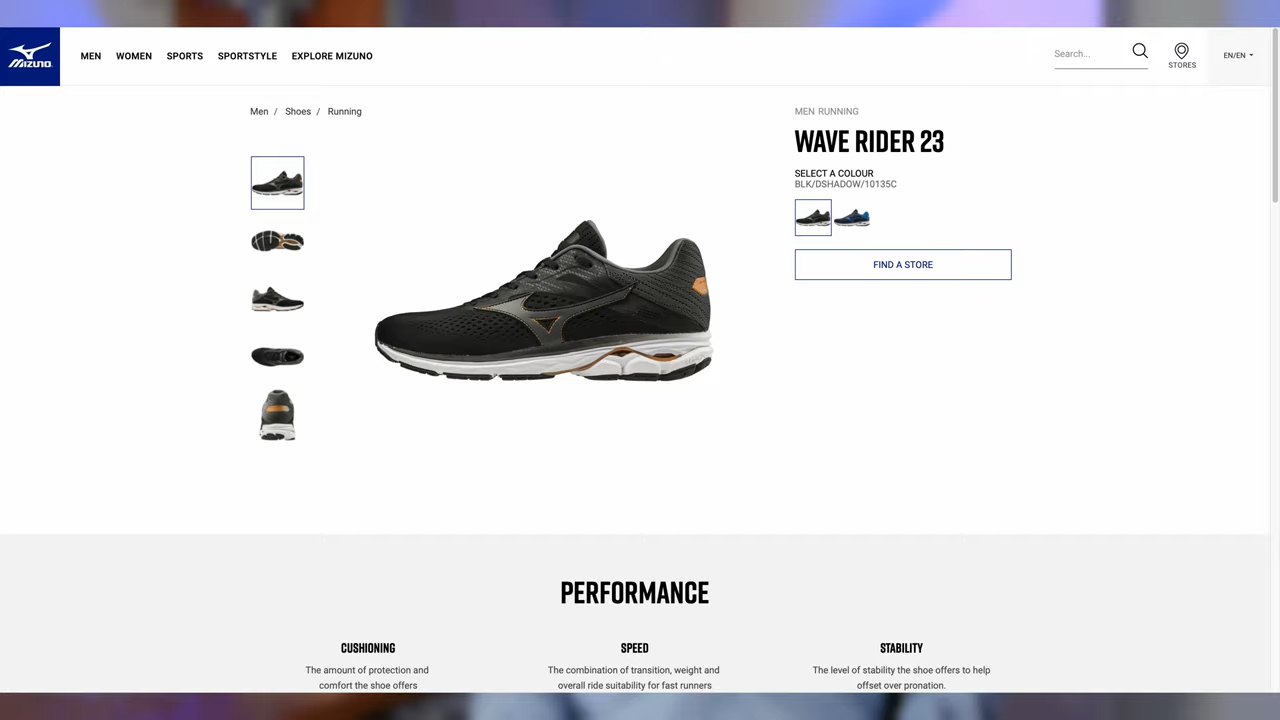 MIZUNO
MEN WOMEN SPORTS SPORTSTYLE EXPLORE MIZUNO
Search...
STORES
EN/EN
Men / Shoes / Running
MEN RUNNING
WAVE RIDER 23
SELECT A COLOUR
BLK/DSHADOW/10135C
FIND A STORE
PERFORMANCE
CUSHIONING
The amount of protection and
comfort the shoe offers
SPEED
The combination of transition, weight and
overall ride suitability for fast runners
STABILITY
The level of stability the shoe offers to help
offset over pronation.